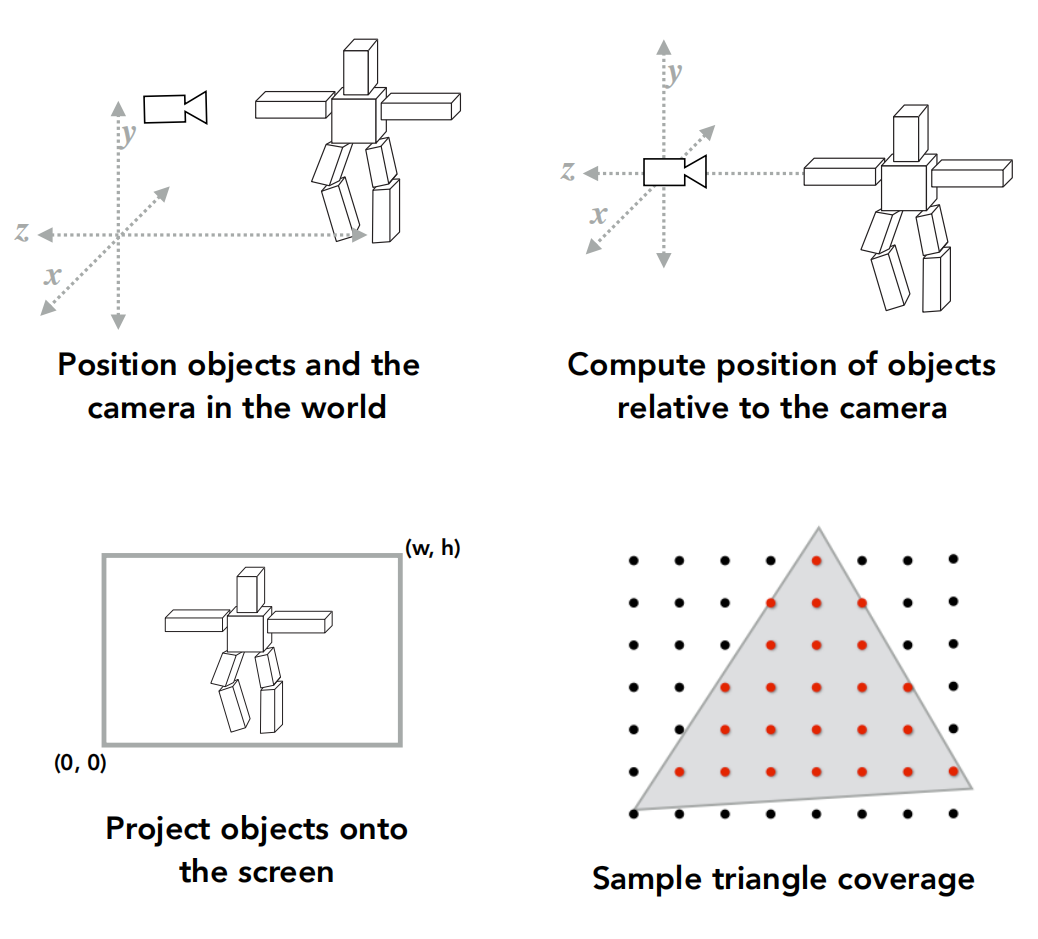 y
z
x
Position objects and the
camera in the world
y
z
x
Compute position of objects
relative to the camera
(w, h)
(0, 0)
Project objects onto
the screen
Sample triangle coverage